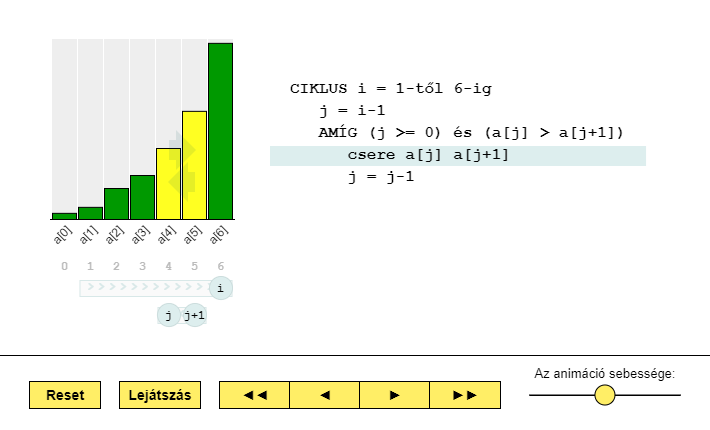 CIKLUS i = 1-től 6-ig
j = i-1
AMÍG (j >= 0) és (a[j] > a[j+1])
csere a[j] a[j+1]
j = j-1
a[0] a[1] a[2] a[3] a[4] a[5] a[6]
0 1 2 3 4 5 6
i
j j+1
Az animáció sebessége:
Reset Lejátszás